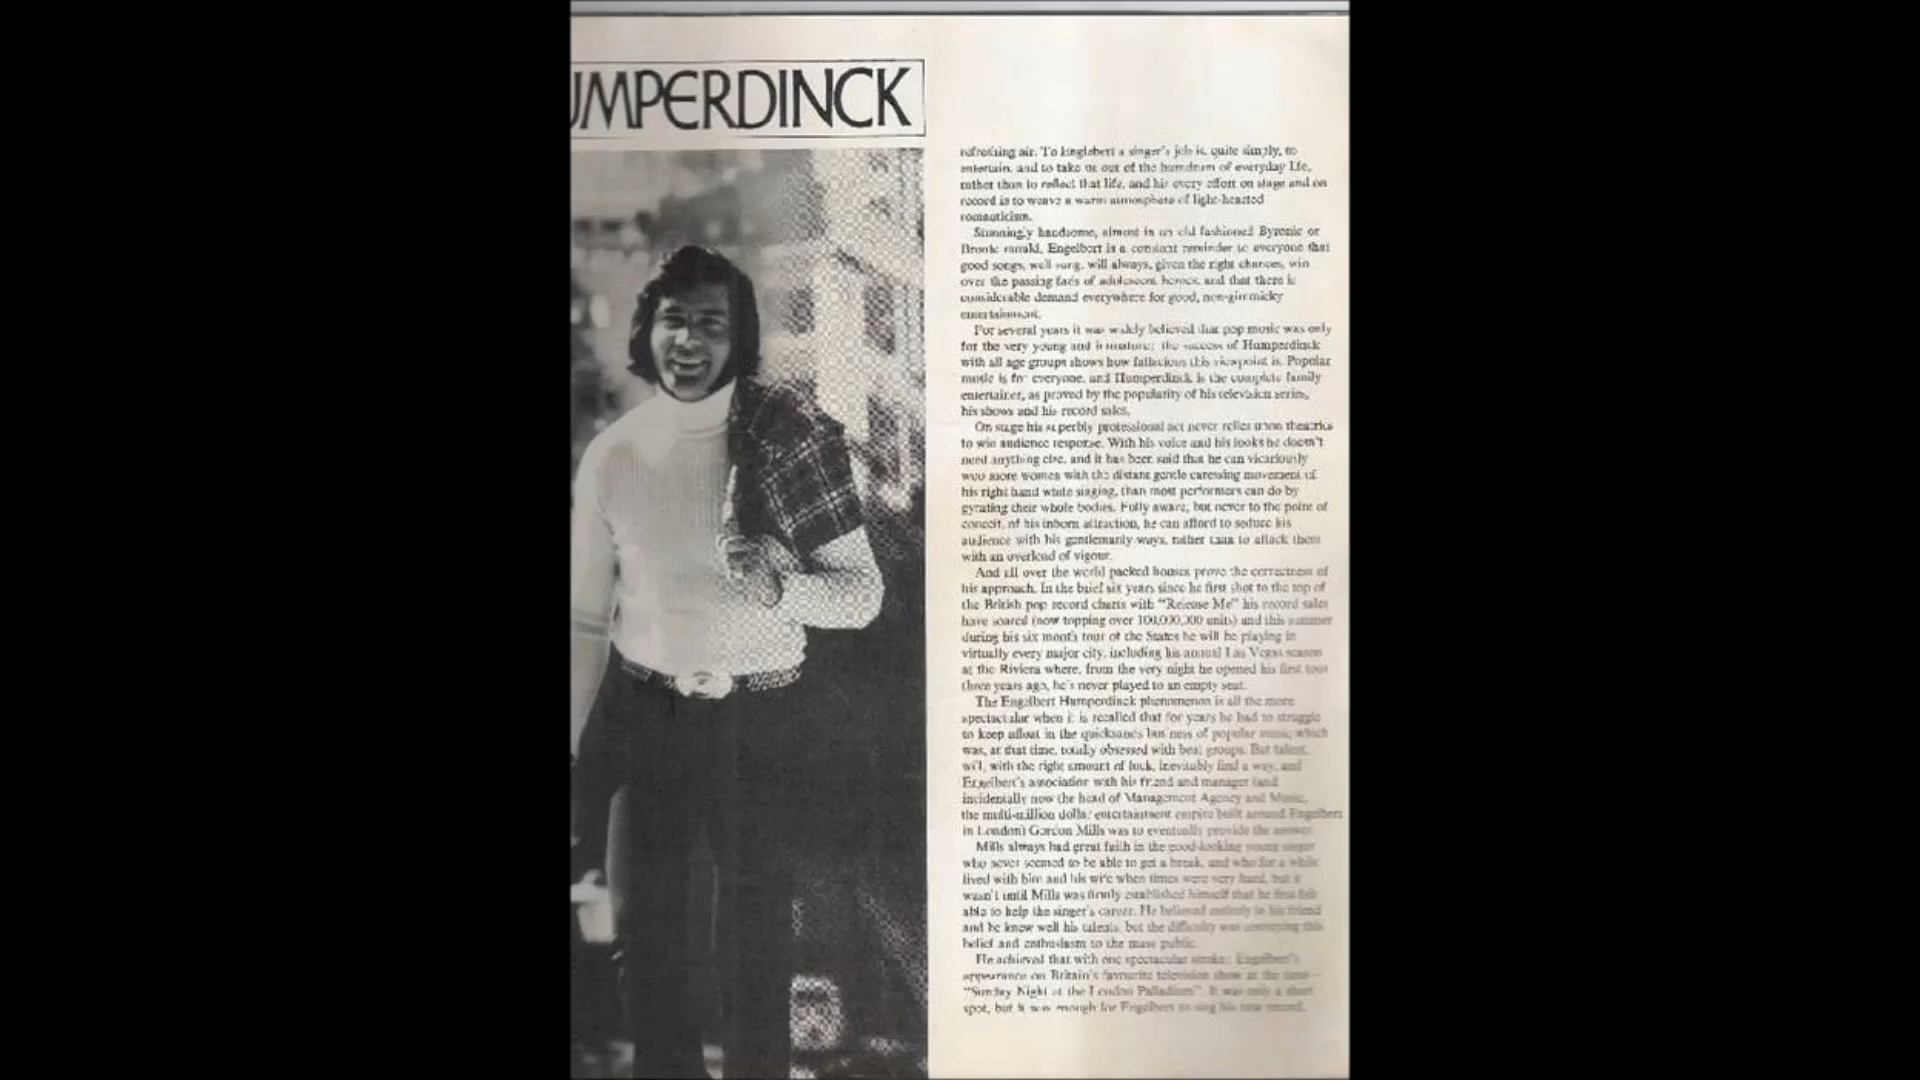 UMPERDINCK
refreshing air. To Englebert a singer's job is, quite simply, to
entertain, and to take us out of the humdrum of everyday life,
rather than to reflect that life, and his every effort on stage and on
record is to weave a warm atmosphere of light-hearted
romanticism.
Stunningly handsome, almost in an old fashioned Byronic or
Bronte mould, Engelbert is a constant reminder to everyone that
good songs, well sung, will always, given the right chances, win
over the passing fads of adolescent heroes, and that there is
considerable demand everywhere for good, non-gimmicky
entertainment.
For several years it was widely believed that pop music was only
for the very young and immature; the success of Humperdinck
with all age groups shows how fallacious this viewpoint is. Popular
music is for everyone, and Humperdinck is the complete family
entertainer, as proved by the popularity of his television series,
his shows and his record sales.
On stage his superbly professional act never relies upon theatrics
to win audience response. With his voice and his looks he doesn't
need anything else, and it has been said that he can vicariously
woo more women with the distant gentle caressing movement of
his right hand while singing, than most performers can do by
gyrating their whole bodies. Fully aware, but never to the point of
conceit, of his inborn attraction, he can afford to seduce his
audience with his gentlemanly ways, rather than to attack them
with an overload of vigour.
And all over the world packed houses prove the correctness of
his approach. In the brief six years since he first shot to the top of
the British pop record charts with "Release Me" his record sales
have soared (now topping over 100,000,000 units) and this summer
during his six month tour of the States he will be playing in
virtually every major city, including his annual Las Vegas season
at the Riviera where, from the very night he opened his first tour
three years ago, he's never played to an empty seat.
The Engelbert Humperdinck phenomenon is all the more
spectacular when it is recalled that for years he had to struggle
to keep afloat in the quicksands business of popular music which
was, at that time, totally obsessed with beat groups. But talent,
will, with the right amount of luck, inevitably find a way, and
Engelbert's association with his friend and manager (and
incidentally now the head of Management Agency and Music,
the multi-million dollar entertainment empire built around Engelbert
in London) Gordon Mills was to eventually provide the answer.
Mills always had great faith in the good-looking young singer
who never seemed to be able to get a break, and who for a while
lived with him and his wife when times were very hard, but it
wasn't until Mills was firmly established himself that he first felt
able to help the singer's career. He believed entirely in his friend
and he knew well his talents, but the difficulty was conveying this
belief and enthusiasm to the mass public.
He achieved that with one spectacular stroke: Engelbert's
appearance on Britain's favourite television show at the time—
"Sunday Night at the London Palladium". It was only a short
spot, but it was enough for Engelbert to sing his new record,